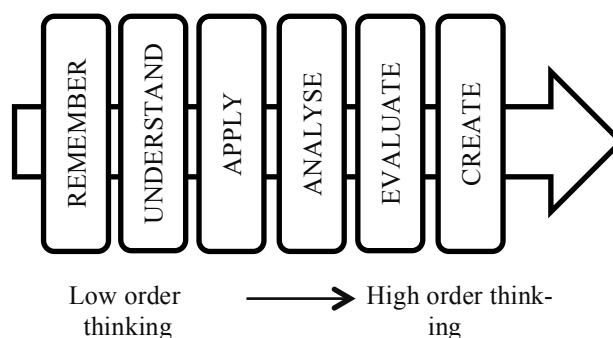 REMEMBER
UNDERSTAND
APPLY
ANALYSE
EVALUATE
CREATE
Low order
thinking
High order think-
ing